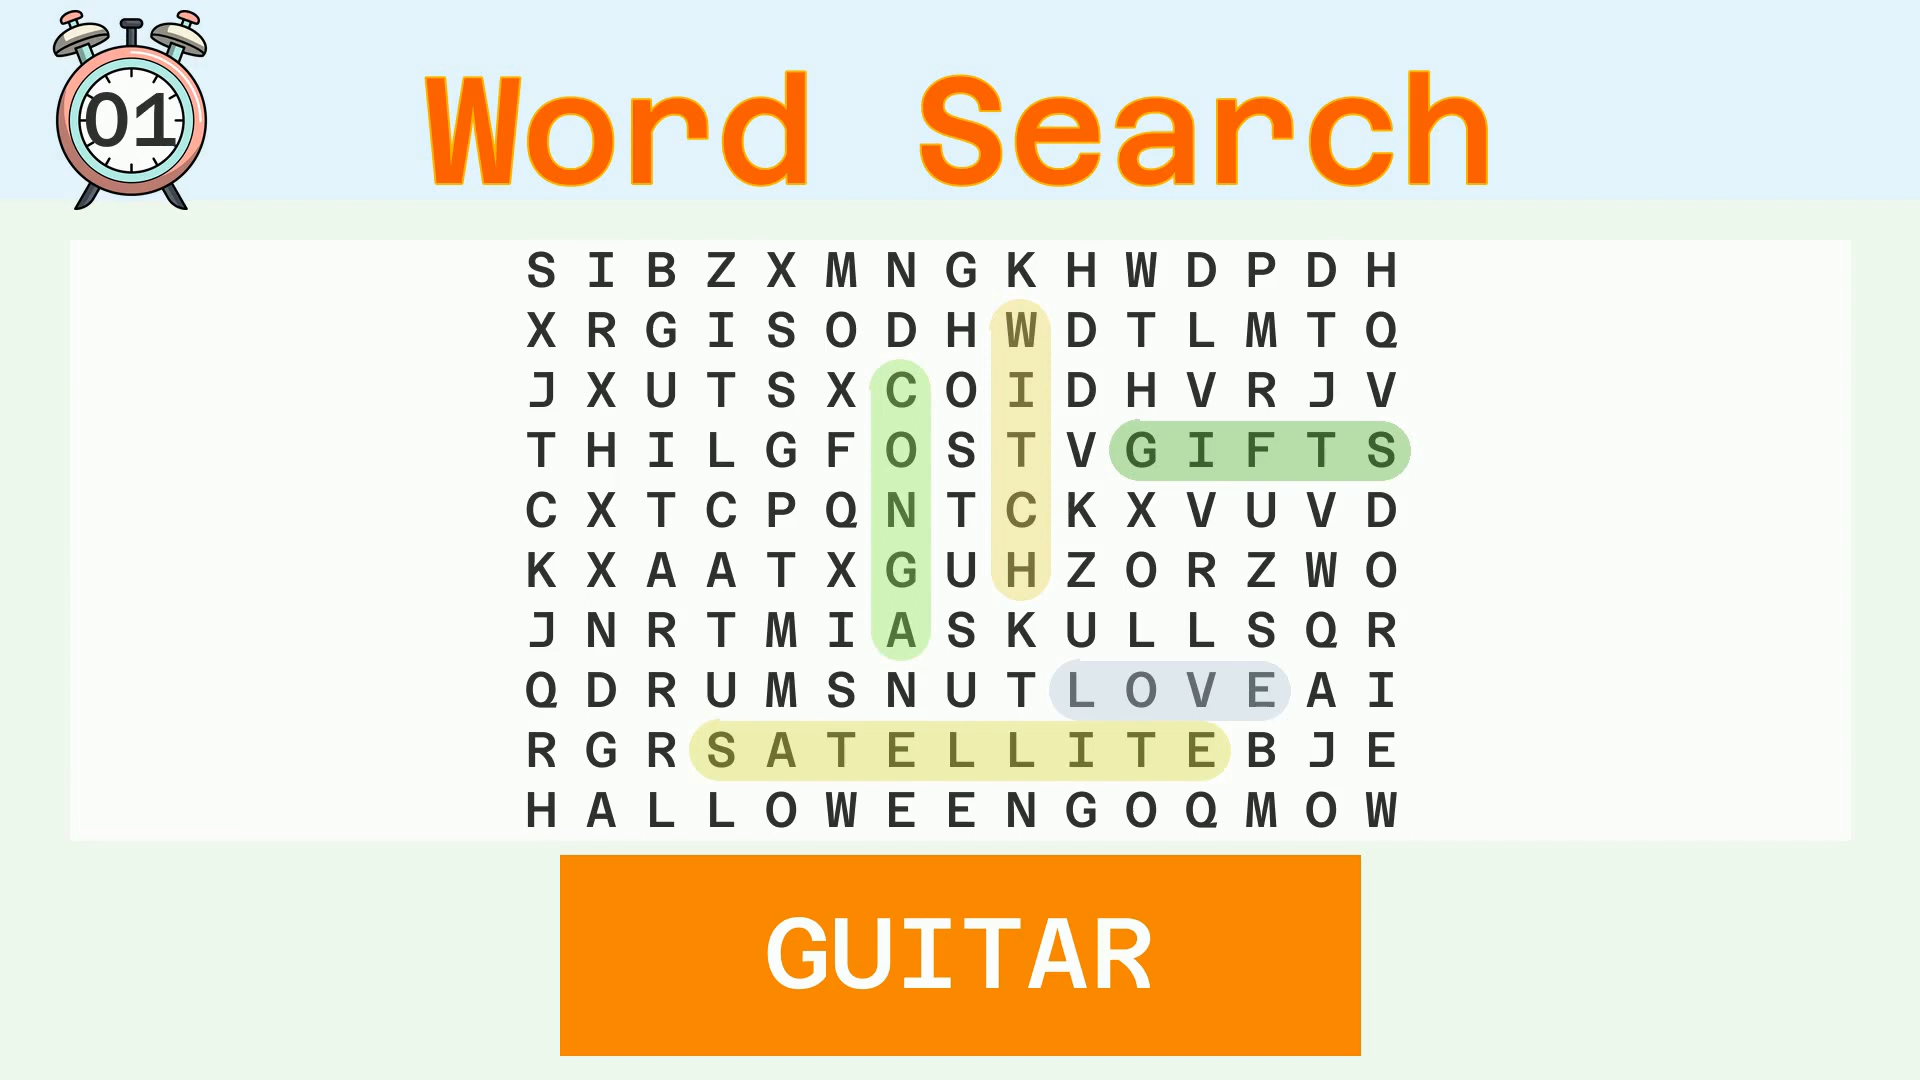 01
Word Search
S I B Z X M N G K H W D P D H
X R G I S O D H W D T L M T Q
J X U T S X C O I D H V R J V
T H I L G F O S T V G I F T S
C X T C P Q N T C K X V U V D
K X A A T X G U H Z O R Z W O
J N R T M I A S K U L L S Q R
Q D R U M S N U T L O V E A I
R G R S A T E L L I T E B J E
H A L L O W E E N G O Q M O W
GUITAR